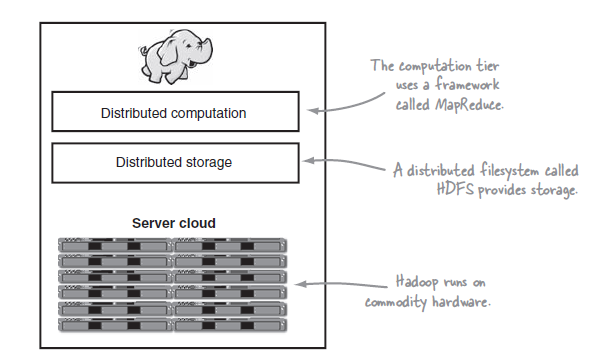 The computation tier
uses a framework
called MapReduce.
Distributed computation
Distributed storage
A distributed filesystem called
HDFS provides storage.
Server cloud
Hadoop runs on
commodity hardware.